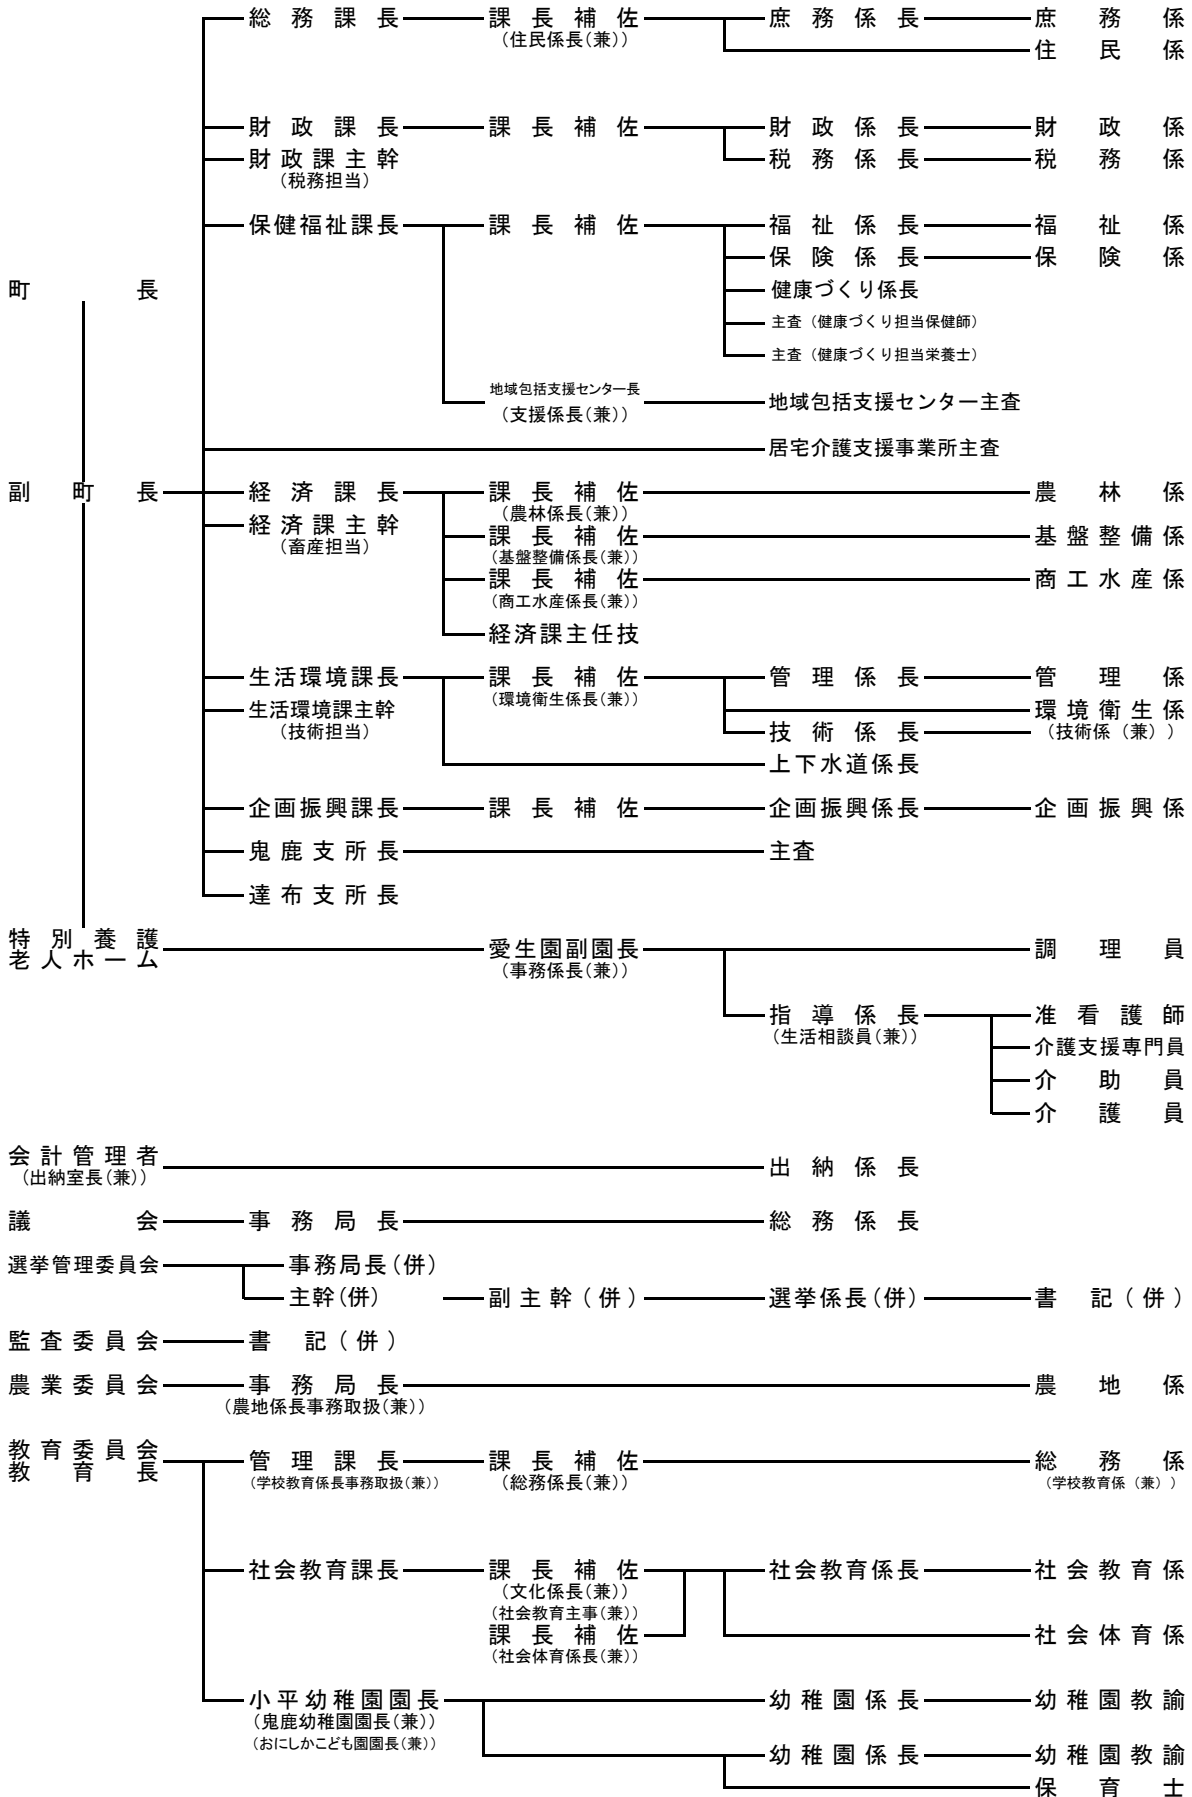 総務課長 課長補佐 庶務係長 庶務係
(住民係長(兼))
住民係
財政課長 課長補佐 財政係長 財政係
財政課主幹 税務係長 税務係
(税務担当)
保健福祉課長 課長補佐 福祉係長 福祉係
保険係長 保険係
町長 健康づくり係長
主査（健康づくり担当保健師）
主査（健康づくり担当栄養士）
地域包括支援センター長
(支援係長(兼)) 地域包括支援センター主査
居宅介護支援事業所主査
副町長 経済課長 課長補佐 農林係
(農林係長(兼))
経済課主幹 課長補佐 基盤整備係
(畜産担当) (基盤整備係長(兼))
課長補佐 商工水産係
(商工水産係長(兼))
経済課主任技
生活環境課長 課長補佐 管理係長 管理係
(環境衛生係長(兼))
生活環境課主幹 環境衛生係
(技術担当) 技術係長 (技術係（兼）)
上下水道係長
企画振興課長 課長補佐 企画振興係長 企画振興係
鬼鹿支所長 主査
達布支所長
特別養護
老人ホーム 愛生園副園長 調理員
(事務係長(兼))
指導係長 准看護師
(生活相談員(兼))
介護支援専門員
介助員
介護員
会計管理者
(出納室長(兼)) 出納係長
議会 事務局長 総務係長
選挙管理委員会 事務局長(併)
主幹(併) 副主幹(併) 選挙係長(併) 書記(併)
監査委員会 書記(併)
農業委員会 事務局長 農地係
(農地係長事務取扱(兼))
教育委員会
教育長 管理課長 課長補佐 総務係
(学校教育係長事務取扱(兼)) (総務係長(兼)) (学校教育係（兼）)
社会教育課長 課長補佐 社会教育係長 社会教育係
(文化係長(兼))
(社会教育主事(兼))
課長補佐 社会体育係
(社会体育係長(兼))
小平幼稚園園長 幼稚園係長 幼稚園教諭
(鬼鹿幼稚園園長(兼))
(おにしかこども園園長(兼))
幼稚園係長 幼稚園教諭
保育士